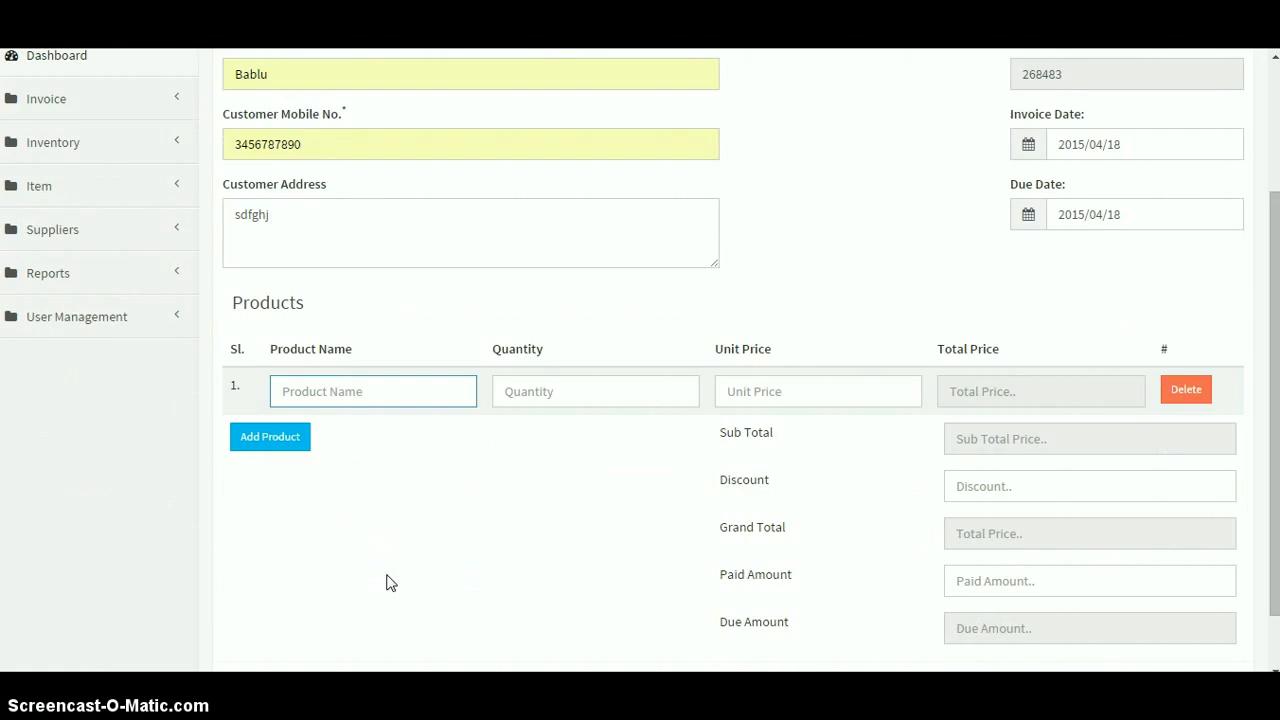 Dashboard
Bablu
268483
Invoice
Customer Mobile No.*
Invoice Date:
Inventory
3456787890
2015/04/18
Item
Customer Address
Due Date:
sdfghj
2015/04/18
Suppliers
Reports
Products
User Management
Sl. Product Name Quantity Unit Price Total Price #
1. Product Name Quantity Unit Price Total Price.. Delete
Add Product
Sub Total Sub Total Price..
Discount Discount..
Grand Total Total Price..
Paid Amount Paid Amount..
Due Amount Due Amount..
Screencast-O-Matic.com